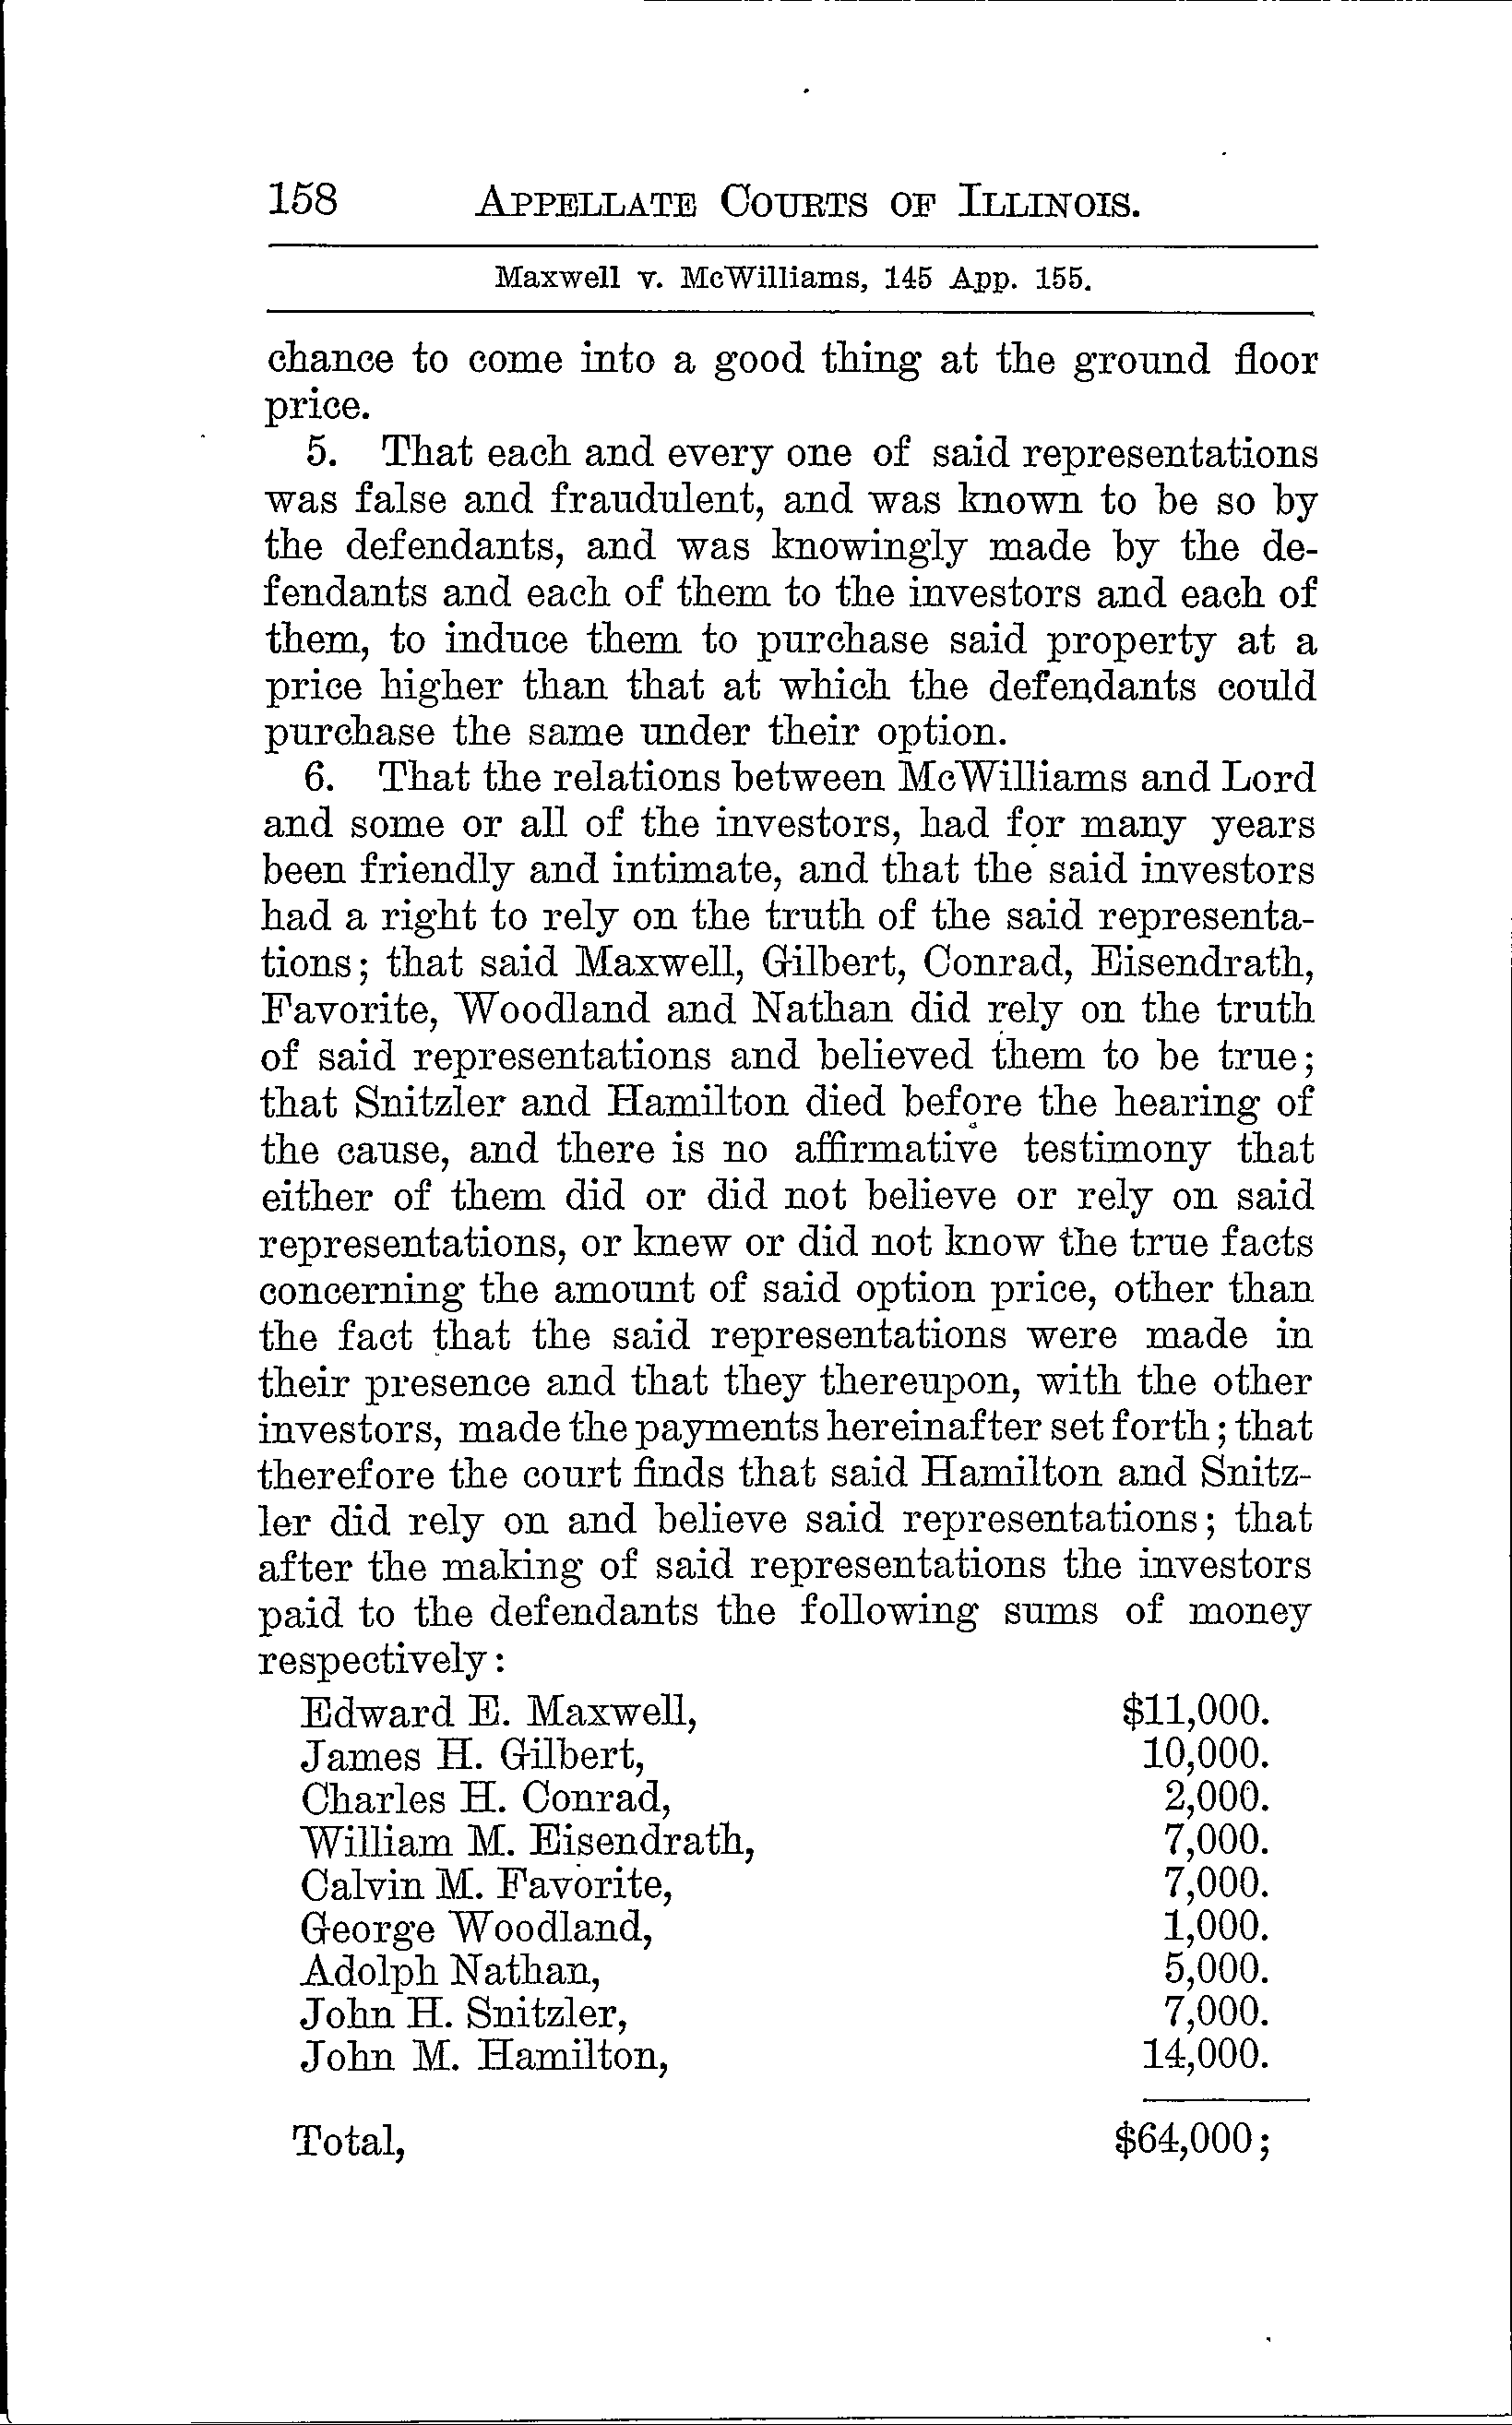 158 APPELLATE COURTS OF ILLINOIS.
Maxwell v. McWilliams, 145 App. 155.
chance to come into a good thing at the ground floor
price.
5. That each and every one of said representations
was false and fraudulent, and was known to be so by
the defendants, and was knowingly made by the de-
fendants and each of them to the investors and each of
them, to induce them to purchase said property at a
price higher than that at which the defendants could
purchase the same under their option.
6. That the relations between McWilliams and Lord
and some or all of the investors, had for many years
been friendly and intimate, and that the said investors
had a right to rely on the truth of the said representa-
tions; that said Maxwell, Gilbert, Conrad, Eisendrath,
Favorite, Woodland and Nathan did rely on the truth
of said representations and believed them to be true;
that Snitzler and Hamilton died before the hearing of
the cause, and there is no affirmative testimony that
either of them did or did not believe or rely on said
representations, or knew or did not know the true facts
concerning the amount of said option price, other than
the fact that the said representations were made in
their presence and that they thereupon, with the other
investors, made the payments hereinafter set forth; that
therefore the court finds that said Hamilton and Snitz-
ler did rely on and believe said representations; that
after the making of said representations the investors
paid to the defendants the following sums of money
respectively:
Edward E. Maxwell, $11,000.
James H. Gilbert, 10,000.
Charles H. Conrad, 2,000.
William M. Eisendrath, 7,000.
Calvin M. Favorite, 7,000.
George Woodland, 1,000.
Adolph Nathan, 5,000.
John H. Snitzler, 7,000.
John M. Hamilton, 14,000.
Total, $64,000;